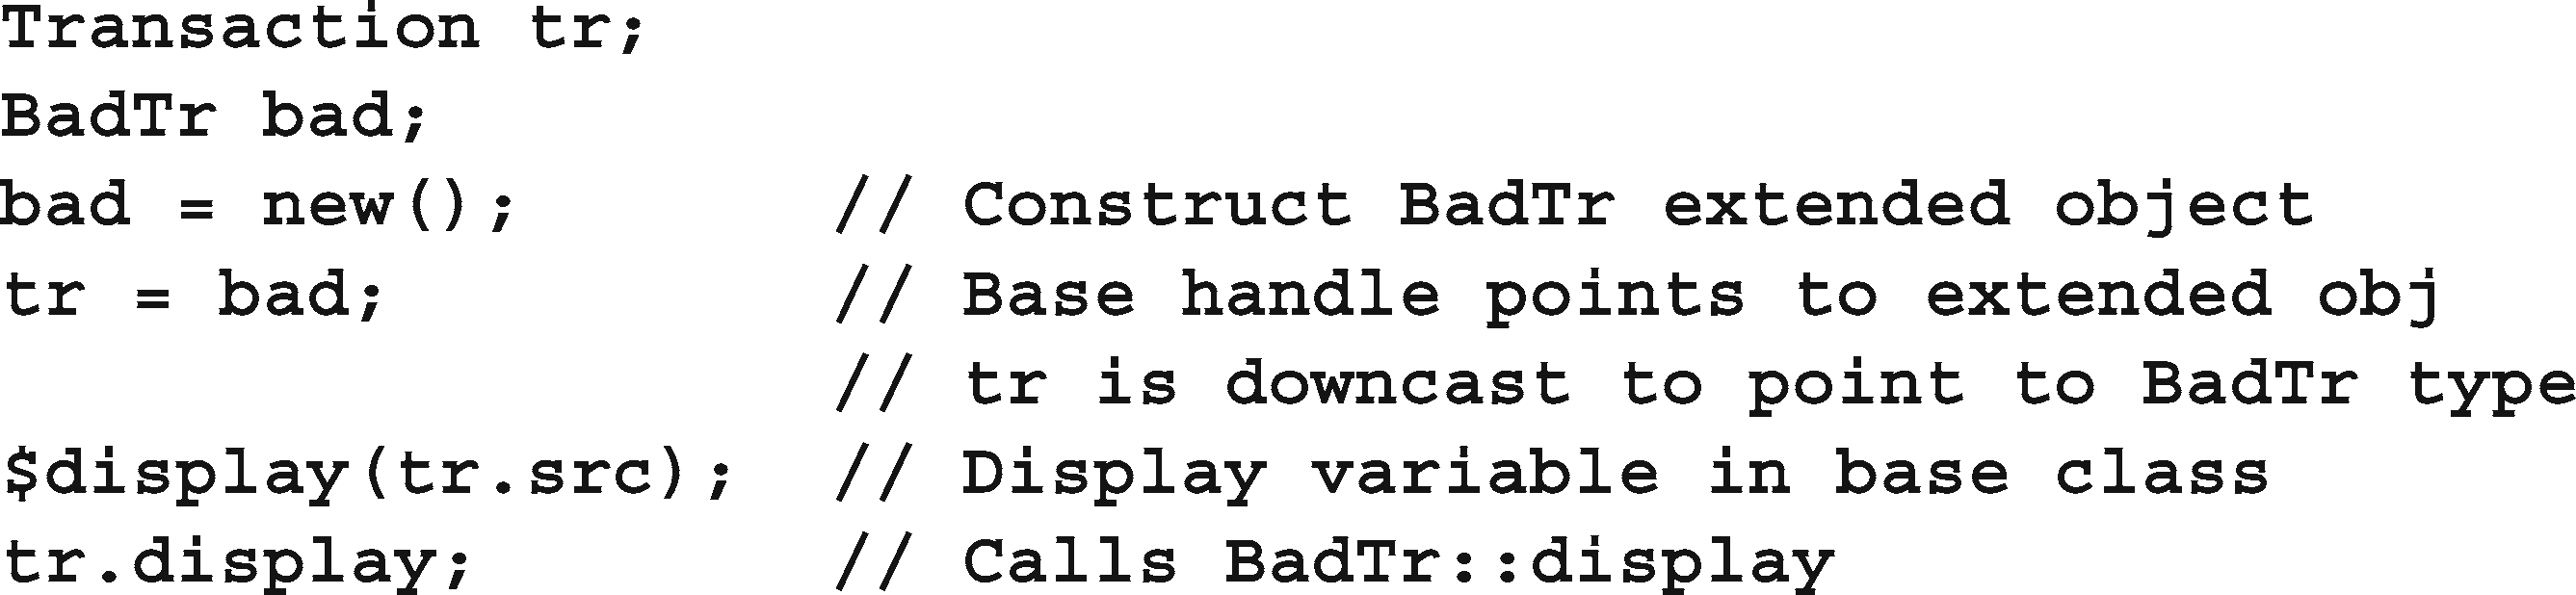 Transaction tr;
BadTr bad;
bad = new();          // Construct BadTr extended object
tr = bad;             // Base handle points to extended obj
                      // tr is downcast to point to BadTr type
$display(tr.src);     // Display variable in base class
tr.display;           // Calls BadTr::display